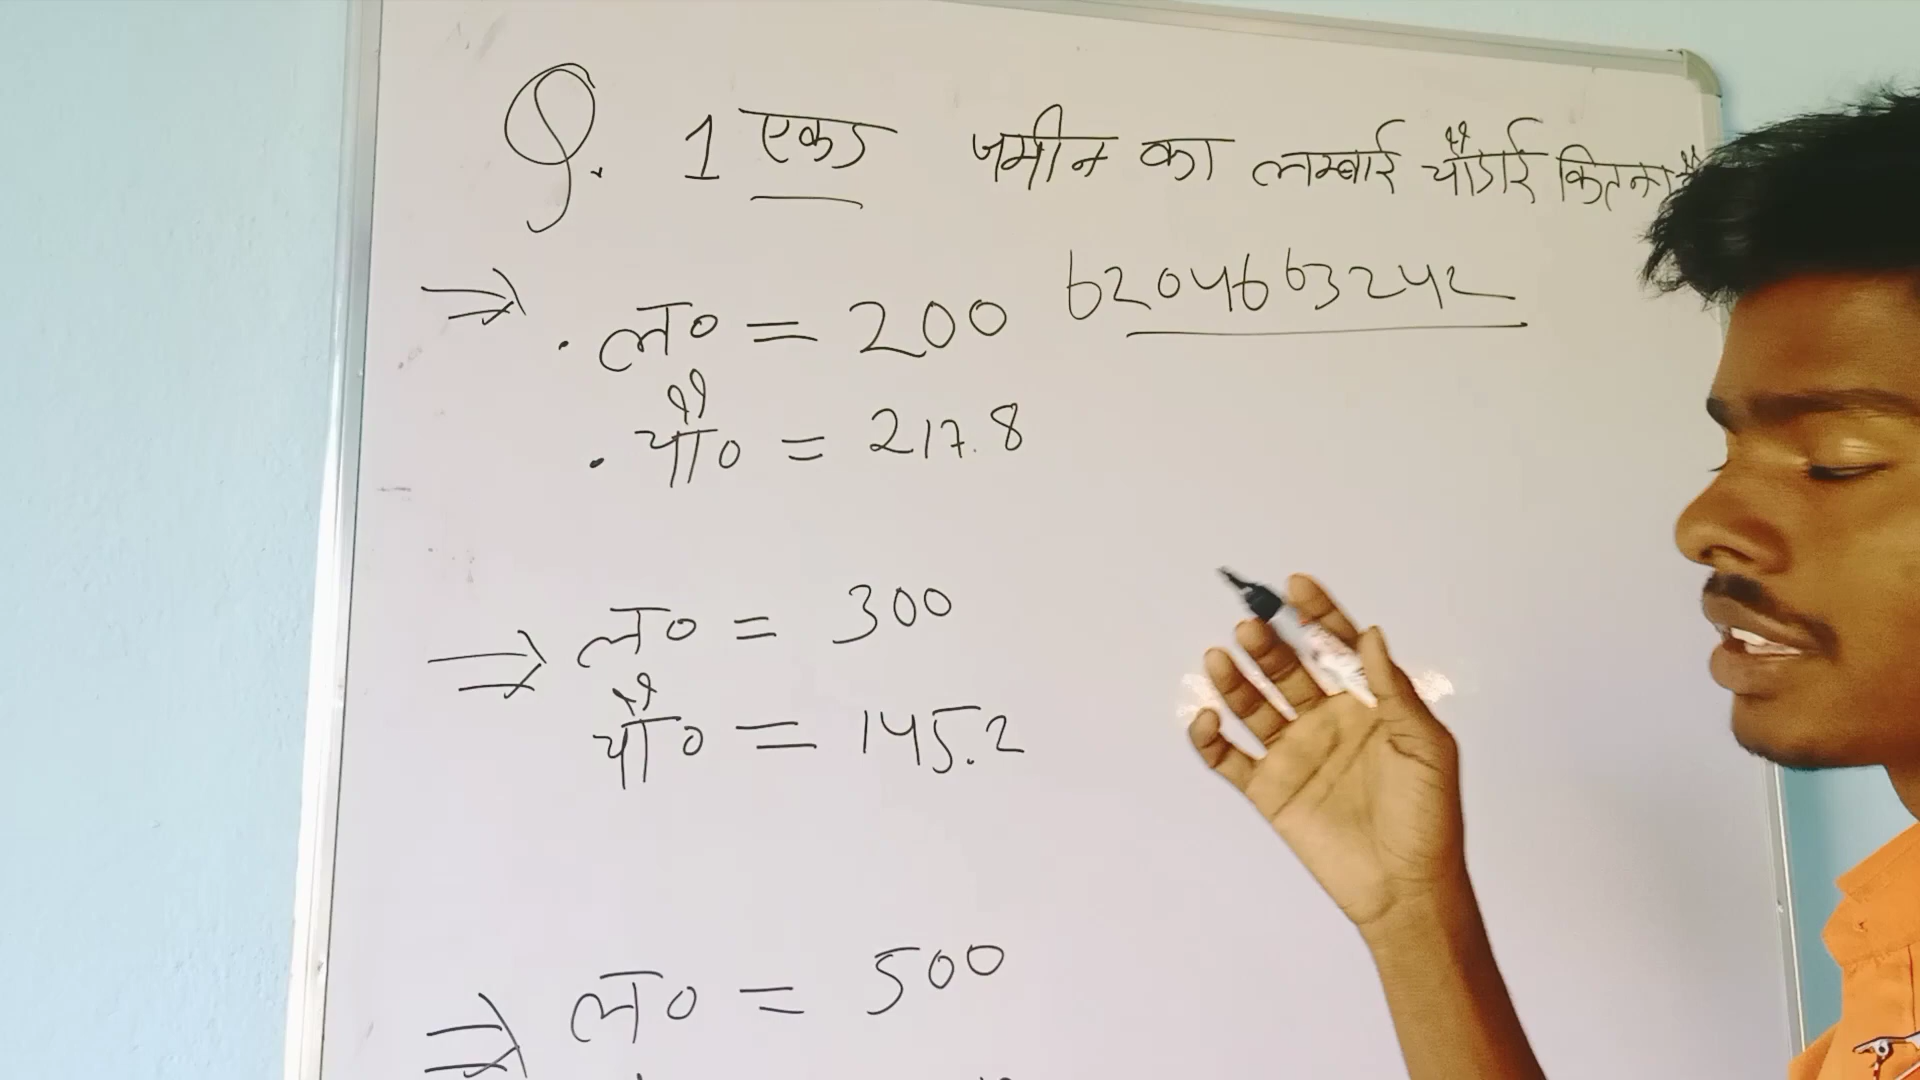 Q. 1 एकड जमीन का लम्बाई चौडाई कितना
6204663242
⇒ . ल० = 200
. चौ० = 217.8
⇒ ल० = 300
चौ० = 145.2
⇒ ल० = 500